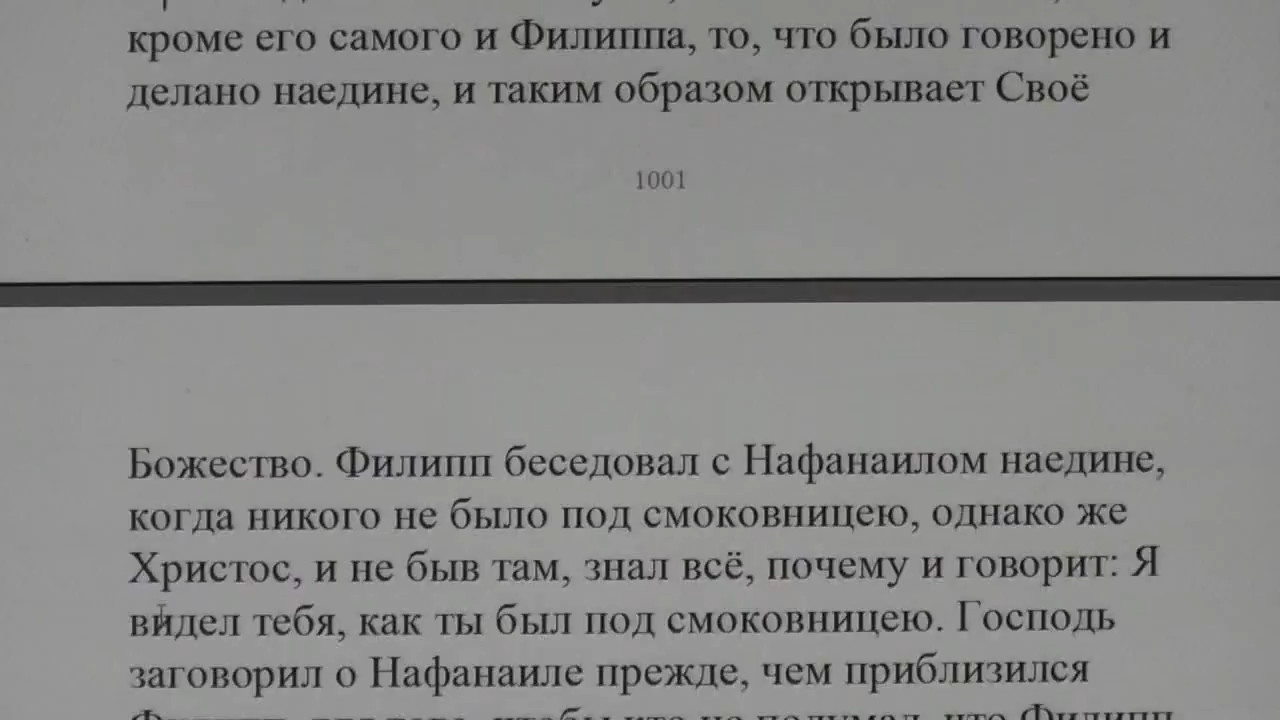 кроме его самого и Филиппа, то, что было говорено и
делано наедине, и таким образом открывает Своё
1001
Божество. Филипп беседовал с Нафанаилом наедине,
когда никого не было под смоковницею, однако же
Христос, и не быв там, знал всё, почему и говорит: Я
видел тебя, как ты был под смоковницею. Господь
заговорил о Нафанаиле прежде, чем приблизился